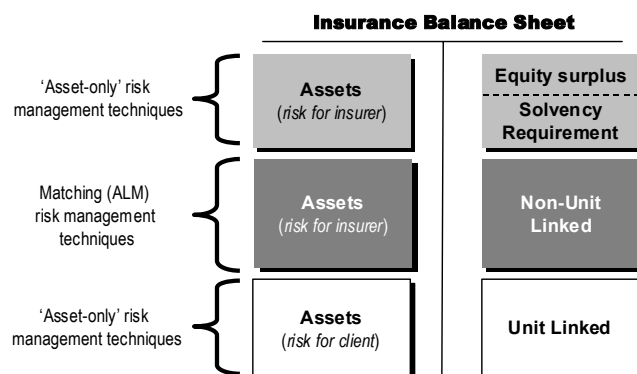 Insurance Balance Sheet
‘Asset-only’ risk
management techniques
Assets
(risk for insurer)
Equity surplus
Solvency
Requirement
Matching (ALM)
risk management
techniques
Assets
(risk for insurer)
Non-Unit
Linked
‘Asset-only’ risk
management techniques
Assets
(risk for client)
Unit Linked